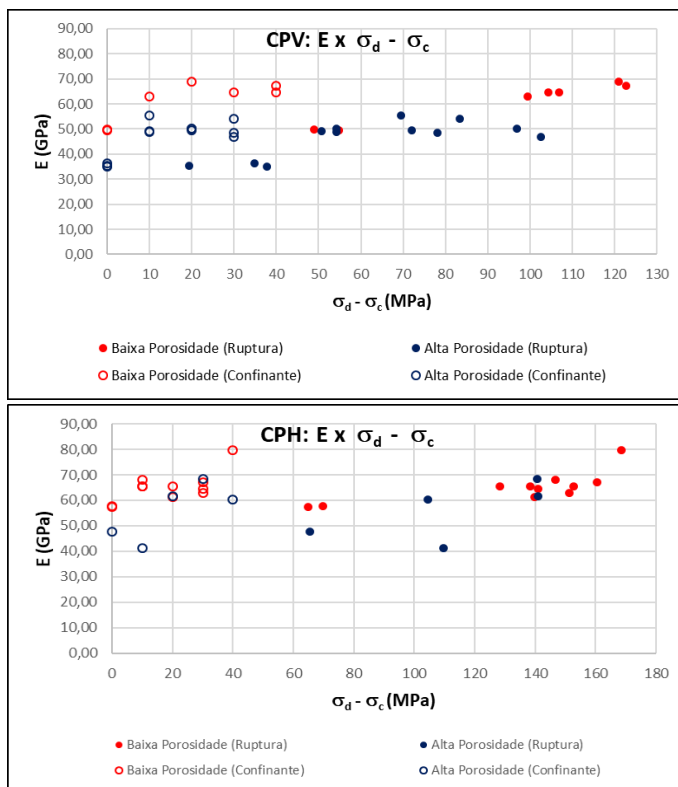 CPV: E x σd - σc
90,00
80,00
70,00
60,00
50,00
40,00
30,00
20,00
10,00
0,00
E (GPa)
0 10 20 30 40 50 60 70 80 90 100 110 120 130
σd - σc (MPa)
Baixa Porosidade (Ruptura) Alta Porosidade (Ruptura)
Baixa Porosidade (Confinante) Alta Porosidade (Confinante)
CPH: E x σd - σc
90,00
80,00
70,00
60,00
50,00
40,00
30,00
20,00
10,00
0,00
E (GPa)
0 20 40 60 80 100 120 140 160 180
σd - σc (MPa)
Baixa Porosidade (Ruptura) Alta Porosidade (Ruptura)
Baixa Porosidade (Confinante) Alta Porosidade (Confinante)